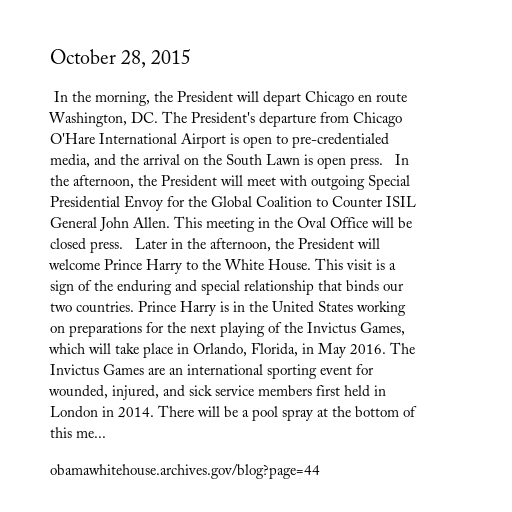 October 28, 2015
In the morning, the President will depart Chicago en route
Washington, DC. The President's departure from Chicago
O'Hare International Airport is open to pre-credentialed
media, and the arrival on the South Lawn is open press.   In
the afternoon, the President will meet with outgoing Special
Presidential Envoy for the Global Coalition to Counter ISIL
General John Allen. This meeting in the Oval Office will be
closed press.   Later in the afternoon, the President will
welcome Prince Harry to the White House. This visit is a
sign of the enduring and special relationship that binds our
two countries. Prince Harry is in the United States working
on preparations for the next playing of the Invictus Games,
which will take place in Orlando, Florida, in May 2016. The
Invictus Games are an international sporting event for
wounded, injured, and sick service members first held in
London in 2014. There will be a pool spray at the bottom of
this me...
obamawhitehouse.archives.gov/blog?page=44